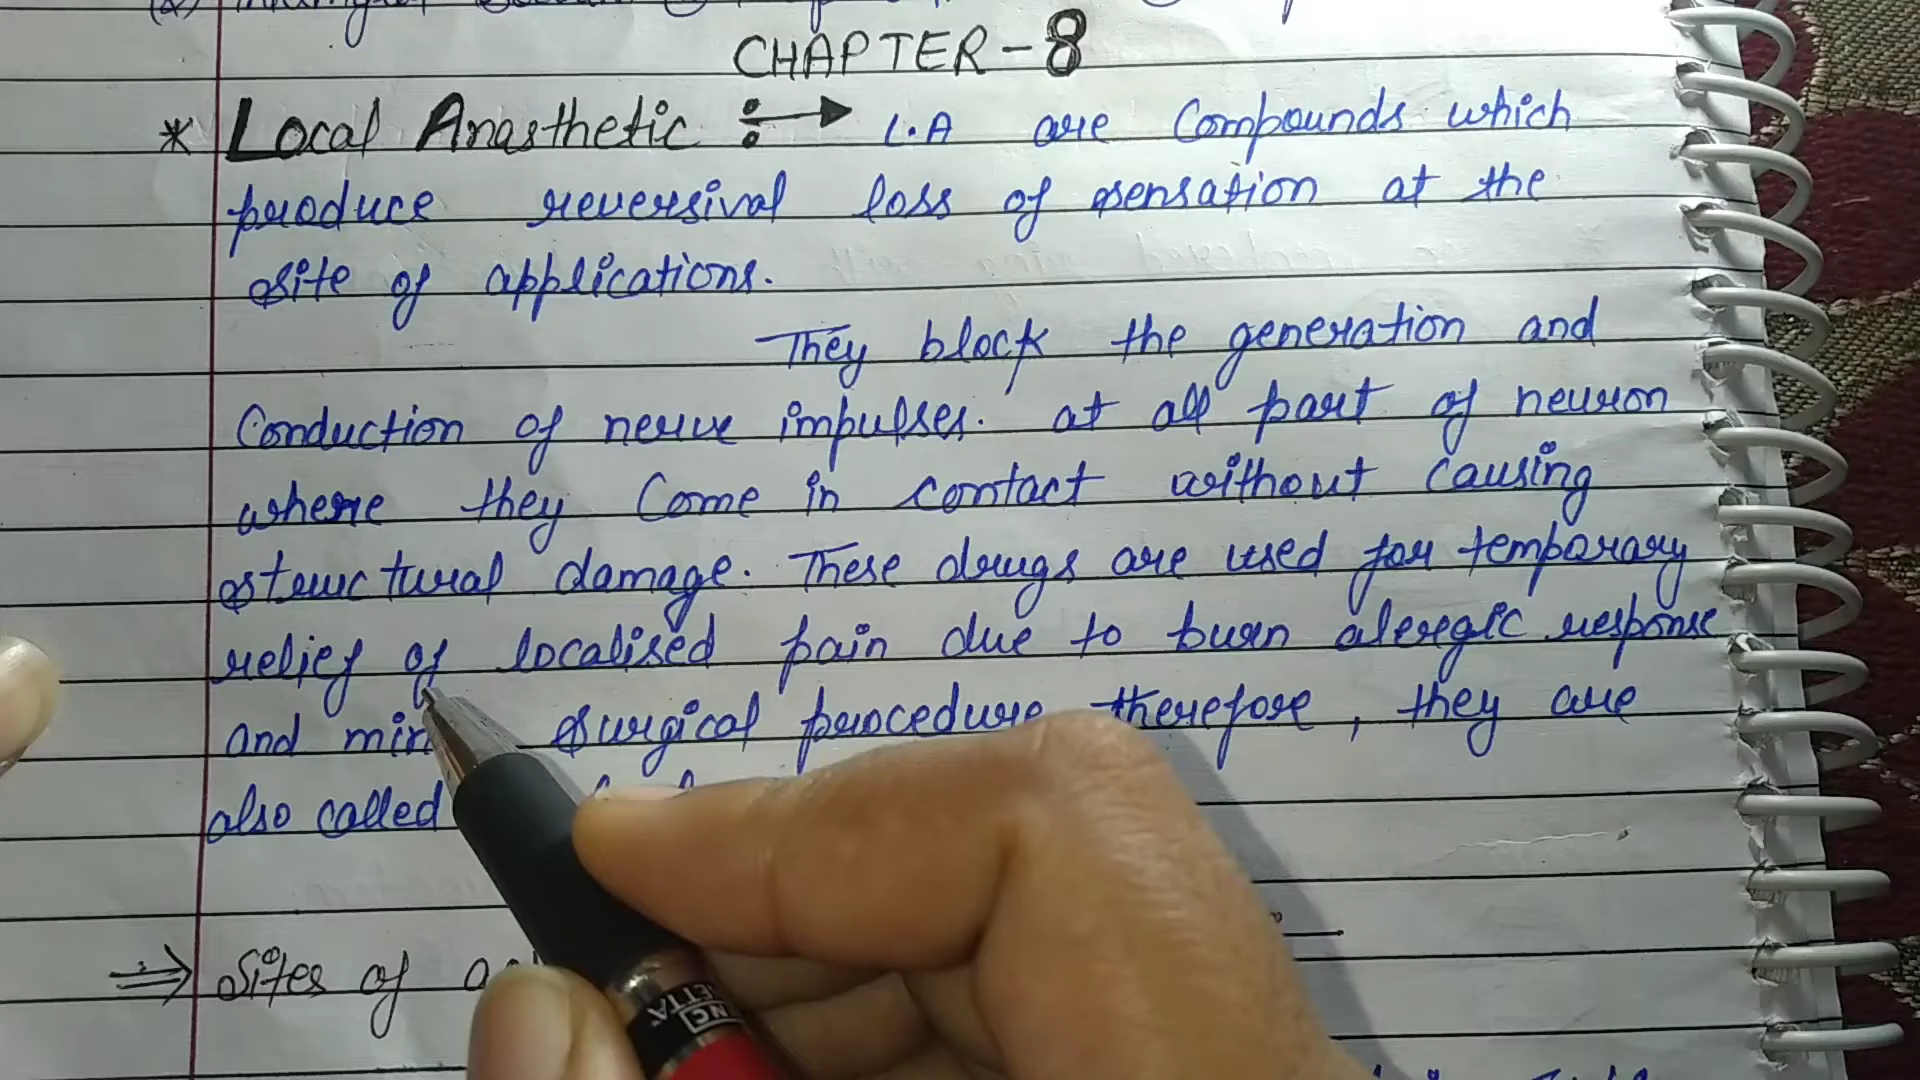 CHAPTER - 8
* Local Anasthetic ÷→ L.A are Compounds which
produce reversival loss of sensation at the
site of applications.
They block the generation and
Conduction of nerve impulses. at all part of neuron
where they Come in contact without causing
structural damage. These drugs are used for temporary
relief of localised pain due to burn alergic response
and surgical procedure therefore, they are
also called
⇒ Sites of